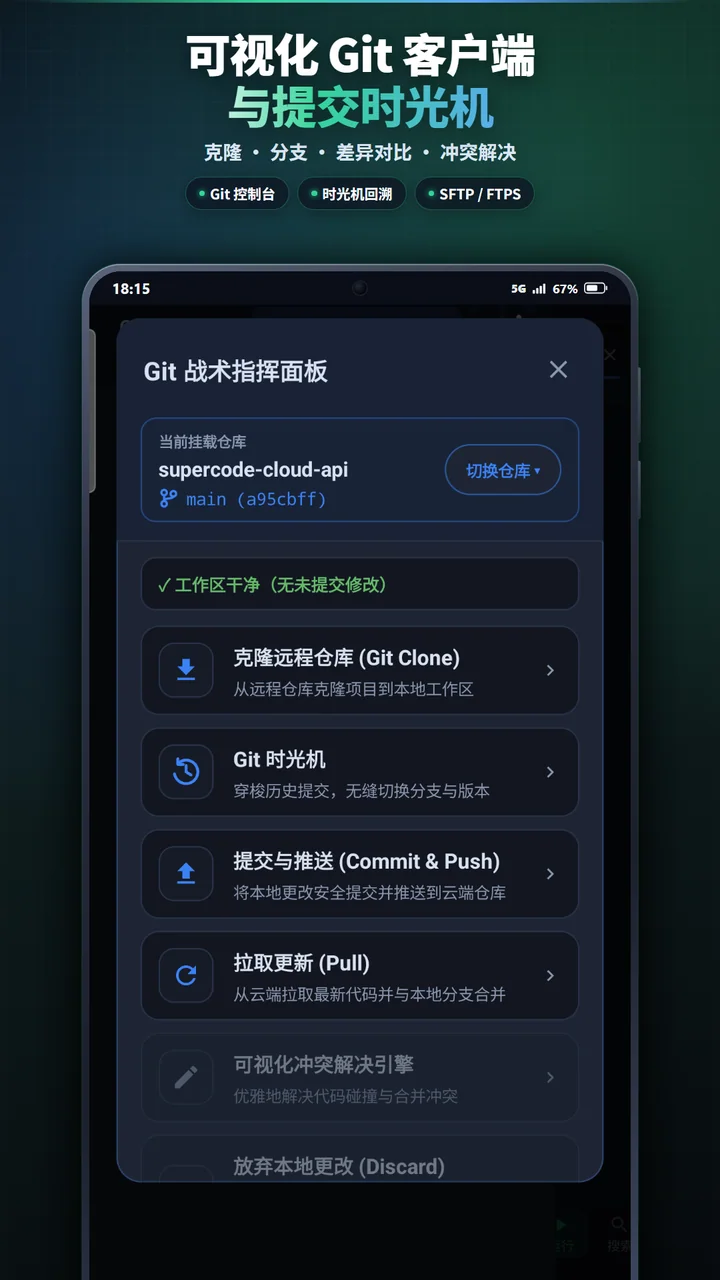 可视化 Git 客户端
与提交时光机
克隆 • 分支 • 差异对比 • 冲突解决
Git 控制台
时光机回溯
SFTP / FTPS
18:15
5G 67%
Git 战术指挥面板
当前挂载仓库
supercode-cloud-api
main (a95cbff)
切换仓库 ▾
✓ 工作区干净（无未提交修改）
克隆远程仓库 (Git Clone)
从远程仓库克隆项目到本地工作区
Git 时光机
穿梭历史提交，无缝切换分支与版本
提交与推送 (Commit & Push)
将本地更改安全提交并推送到云端仓库
拉取更新 (Pull)
从云端拉取最新代码并与本地分支合并
可视化冲突解决引擎
优雅地解决代码碰撞与合并冲突
放弃本地更改 (Discard)